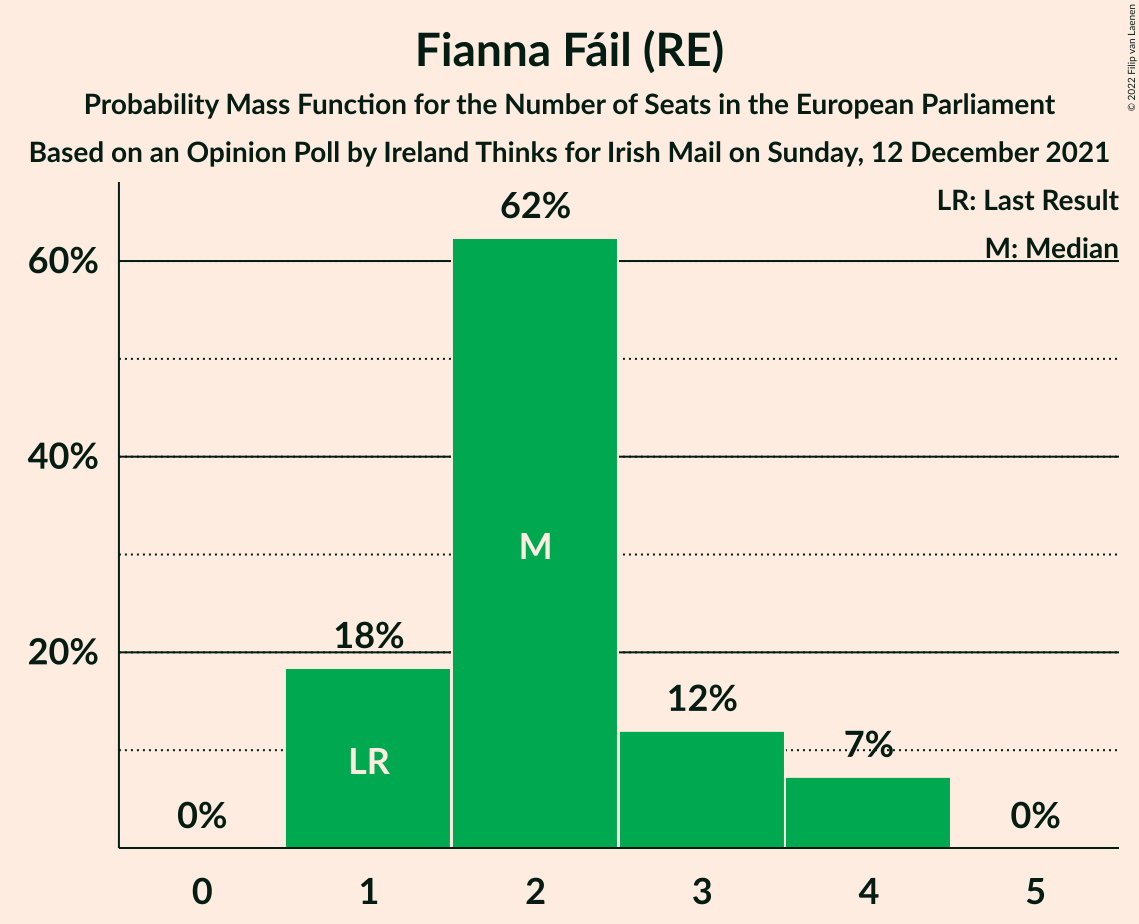 Fianna Fáil (RE)
Probability Mass Function for the Number of Seats in the European Parliament
Based on an Opinion Poll by Ireland Thinks for Irish Mail on Sunday, 12 December 2021
© 2022 Filip van Laenen
LR: Last Result
M: Median
60%
40%
20%
0%
18%
62%
12%
7%
0%
LR
M
0
1
2
3
4
5